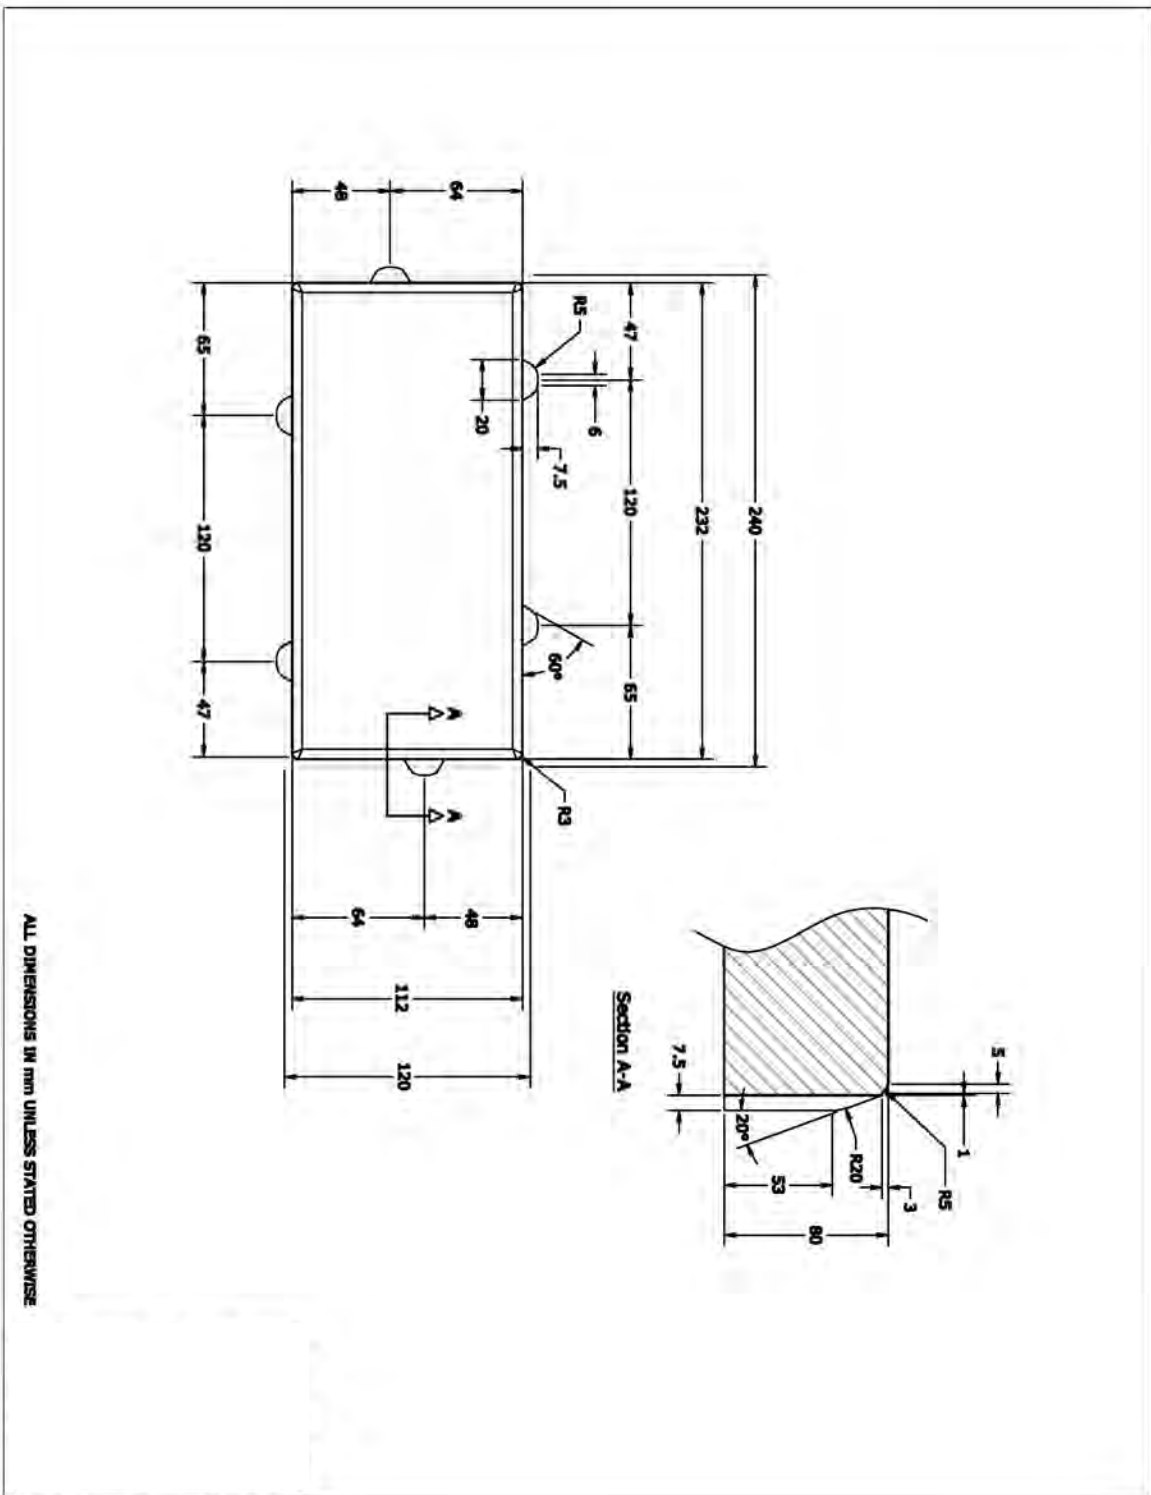 5
1
R5
3
R20
80
53
20°
7.5
Section A-A
240
232
47 120 65
6
R5
7.5
60°
R3
20
64
48
A A
48
64
112
120
65 120 47
ALL DIMENSIONS IN mm UNLESS STATED OTHERWISE